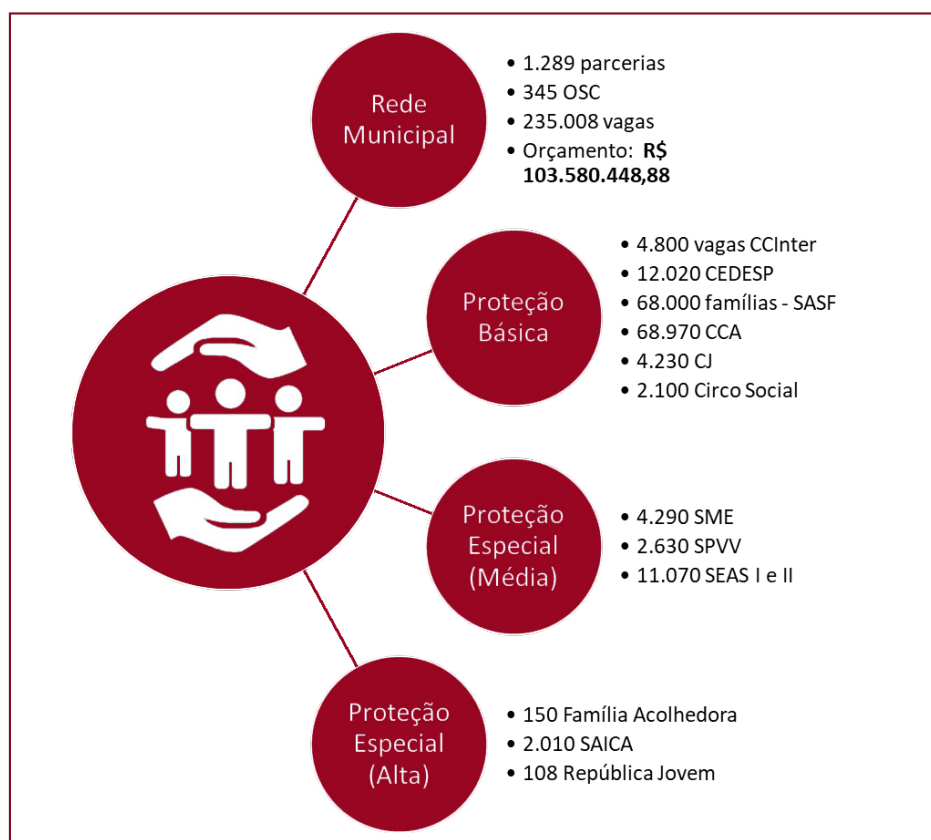 Rede
Municipal
• 1.289 parcerias
• 345 OSC
• 235.008 vagas
• Orçamento: R$
103.580.448,88
Proteção
Básica
• 4.800 vagas CCInter
• 12.020 CEDESP
• 68.000 famílias - SASF
• 68.970 CCA
• 4.230 CJ
• 2.100 Circo Social
Proteção
Especial
(Média)
• 4.290 SME
• 2.630 SPVV
• 11.070 SEAS I e II
Proteção
Especial
(Alta)
• 150 Família Acolhedora
• 2.010 SAICA
• 108 República Jovem